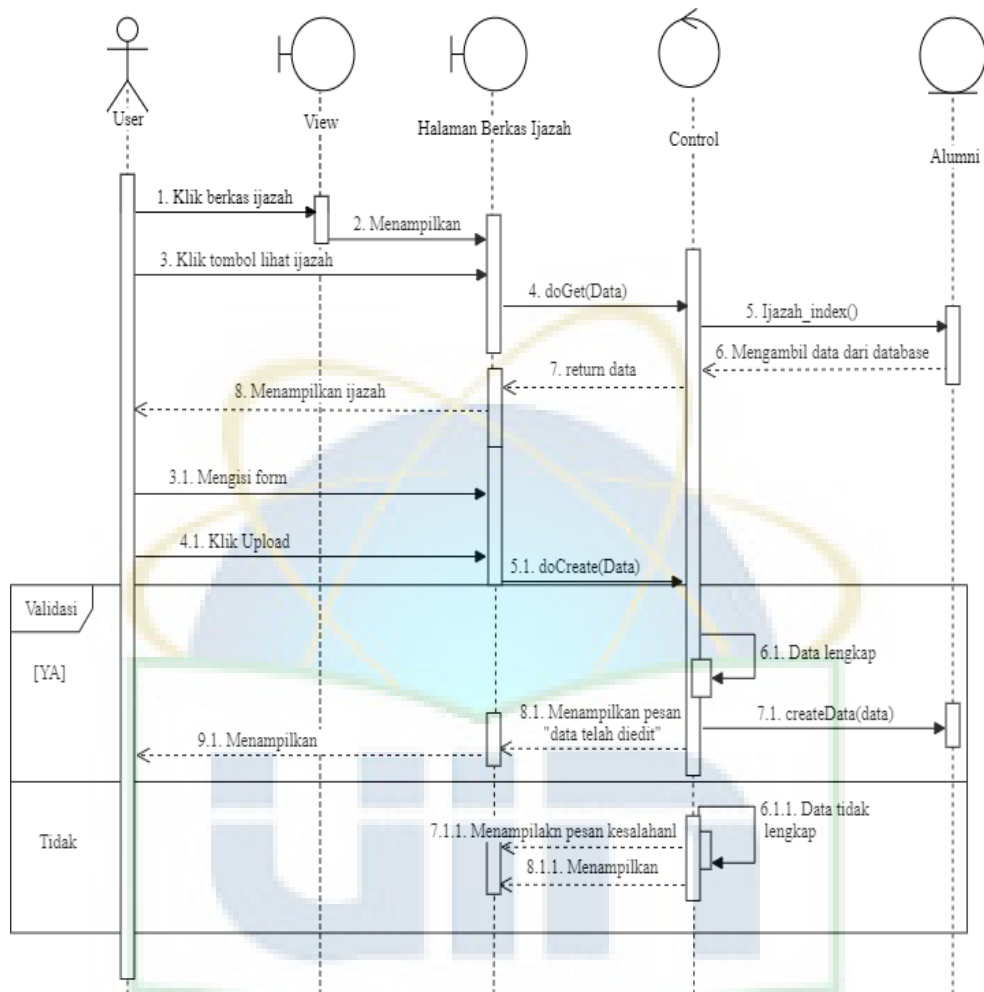 User
View
Halaman Berkas Ijazah
Control
Alumni
1. Klik berkas ijazah
2. Menampilkan
3. Klik tombol lihat ijazah
4. doGet(Data)
5. Ijazah_index()
6. Mengambil data dari database
7. return data
8. Menampilkan ijazah
3.1. Mengisi form
4.1. Klik Upload
5.1. doCreate(Data)
Validasi
[YA]
6.1. Data lengkap
7.1. createData(data)
8.1. Menampilkan pesan
"data telah diedit"
9.1. Menampilkan
Tidak
6.1.1. Data tidak
lengkap
7.1.1. Menampilakn pesan kesalahanl
8.1.1. Menampilkan
uin